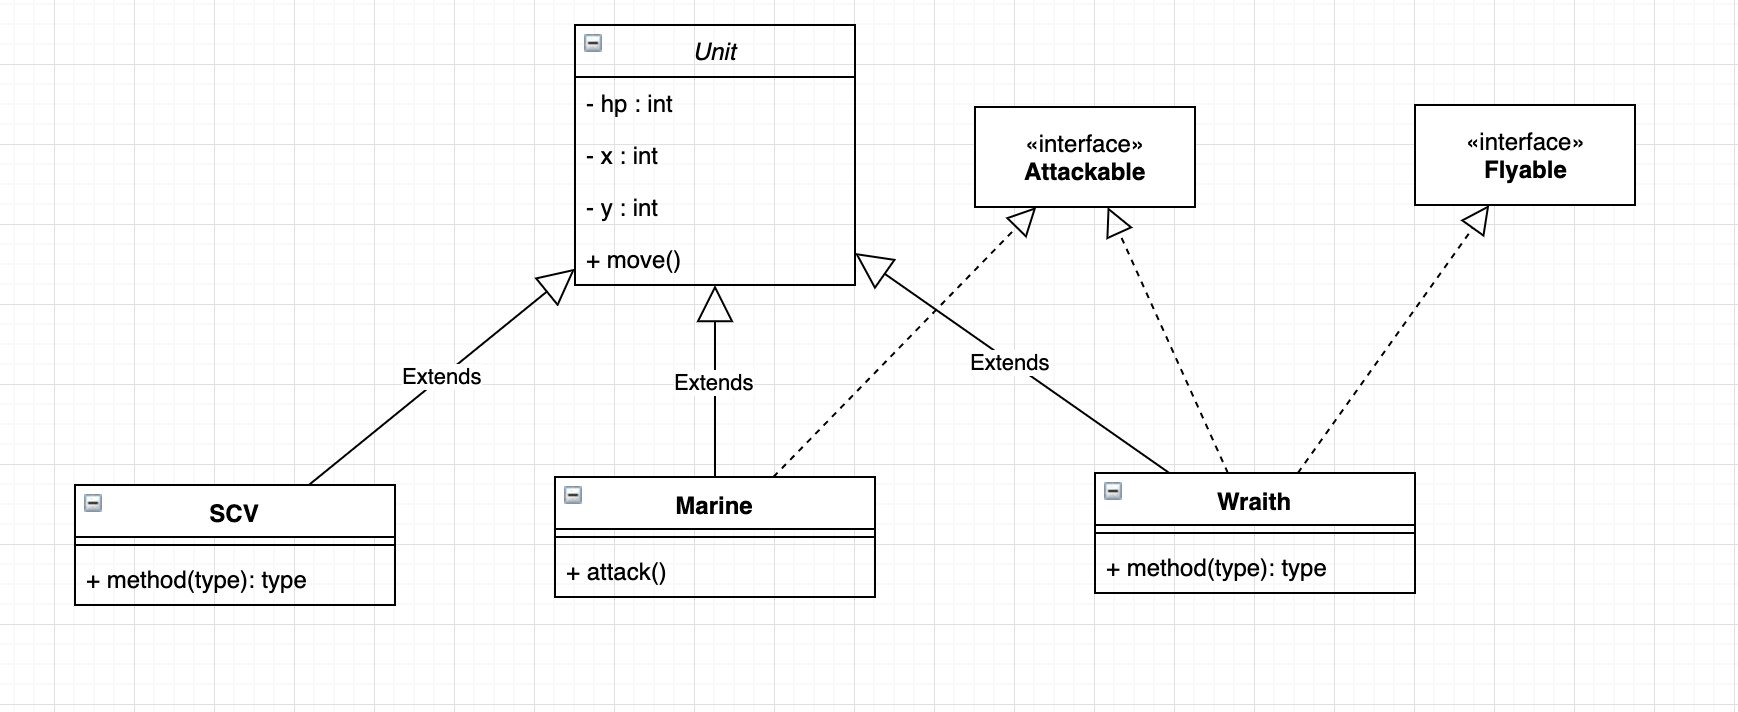 Unit
- hp : int
- x : int
- y : int
+ move()
«interface»
Attackable
«interface»
Flyable
Extends
Extends
Extends
SCV
+ method(type): type
Marine
+ attack()
Wraith
+ method(type): type